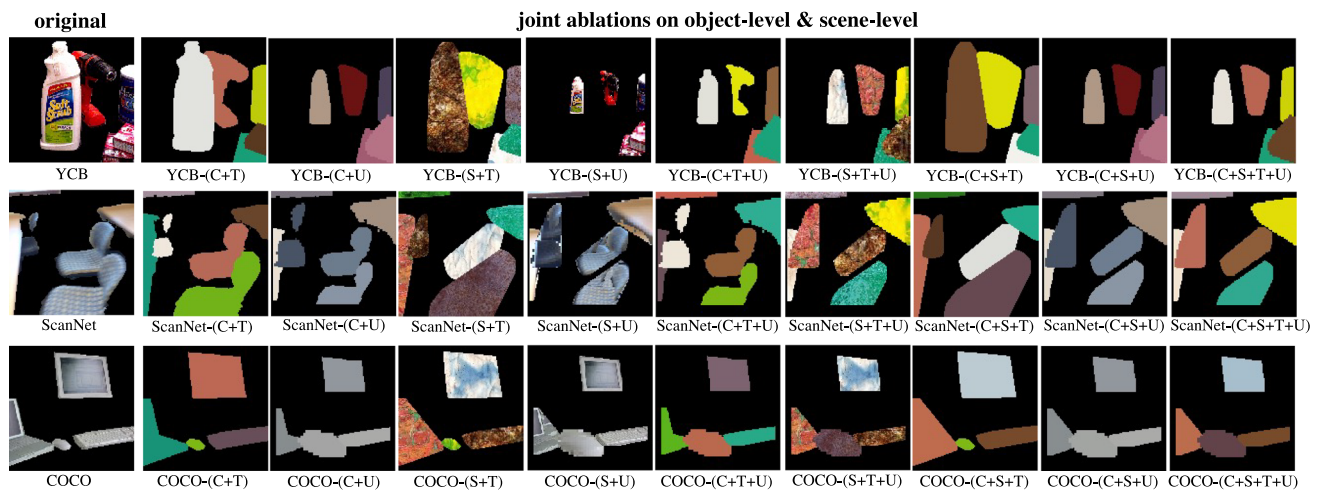 original
joint ablations on object-level & scene-level
Soft
Scrub
YCB
YCB-(C+T)
YCB-(C+U)
YCB-(S+T)
YCB-(S+U)
YCB-(C+T+U)
YCB-(S+T+U)
YCB-(C+S+T)
YCB-(C+S+U)
YCB-(C+S+T+U)
ScanNet
ScanNet-(C+T)
ScanNet-(C+U)
ScanNet-(S+T)
ScanNet-(S+U)
ScanNet-(C+T+U)
ScanNet-(S+T+U)
ScanNet-(C+S+T)
ScanNet-(C+S+U)
ScanNet-(C+S+T+U)
COCO
COCO-(C+T)
COCO-(C+U)
COCO-(S+T)
COCO-(S+U)
COCO-(C+T+U)
COCO-(S+T+U)
COCO-(C+S+T)
COCO-(C+S+U)
COCO-(C+S+T+U)